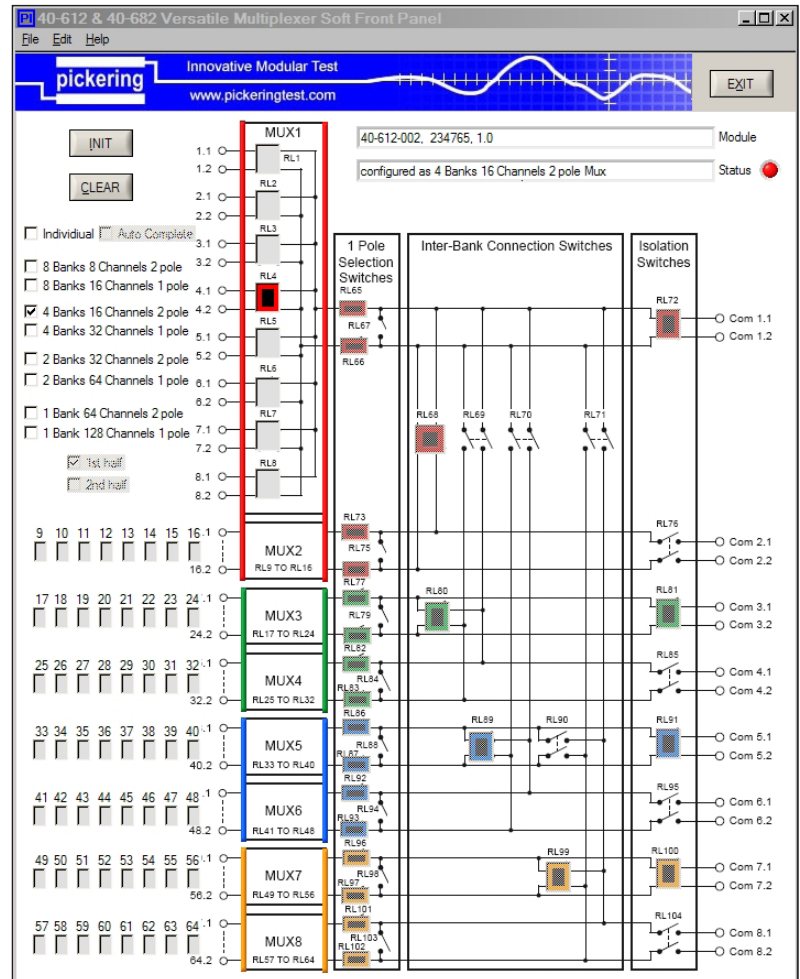 40-612 & 40-682 Versatile Multiplexer Soft Front Panel
File Edit Help
pickering
Innovative Modular Test
www.pickeringtest.com
EXIT
INIT
CLEAR
40-612-002, 234765, 1.0
Module
configured as 4 Banks 16 Channels 2 pole Mux
Status
Individual
Auto Complete
8 Banks 8 Channels 2 pole
8 Banks 16 Channels 1 pole
4 Banks 16 Channels 2 pole
4 Banks 32 Channels 1 pole
2 Banks 32 Channels 2 pole
2 Banks 64 Channels 1 pole
1 Bank 64 Channels 2 pole
1 Bank 128 Channels 1 pole
1st half
2nd half
MUX1
1.1
RL1
1.2
RL2
2.1
2.2
RL3
3.1
3.2
RL4
4.1
4.2
RL5
5.1
5.2
RL6
6.1
6.2
RL7
7.1
7.2
RL8
8.1
8.2
1 Pole
Selection
Switches
Inter-Bank Connection Switches
Isolation
Switches
RL65
RL67
RL66
RL72
Com 1.1
Com 1.2
RL68 RL69 RL70 RL71
9 10 11 12 13 14 15 16.1
16.2
MUX2
RL9 TO RL16
RL73
RL75
RL76
Com 2.1
Com 2.2
17 18 19 20 21 22 23 24.1
24.2
MUX3
RL17 TO RL24
RL77
RL79
RL80
RL81
Com 3.1
Com 3.2
25 26 27 28 29 30 31 32.1
32.2
MUX4
RL25 TO RL32
RL82
RL84
RL83
RL85
Com 4.1
Com 4.2
33 34 35 36 37 38 39 40.1
40.2
MUX5
RL33 TO RL40
RL86
RL88
RL87
RL89
RL90
RL91
Com 5.1
Com 5.2
41 42 43 44 45 46 47 48.1
48.2
MUX6
RL41 TO RL48
RL92
RL94
RL93
RL95
Com 6.1
Com 6.2
49 50 51 52 53 54 55 56.1
56.2
MUX7
RL49 TO RL56
RL96
RL98
RL97
RL99
RL100
Com 7.1
Com 7.2
57 58 59 60 61 62 63 64.1
64.2
MUX8
RL57 TO RL64
RL101
RL103
RL102
RL104
Com 8.1
Com 8.2